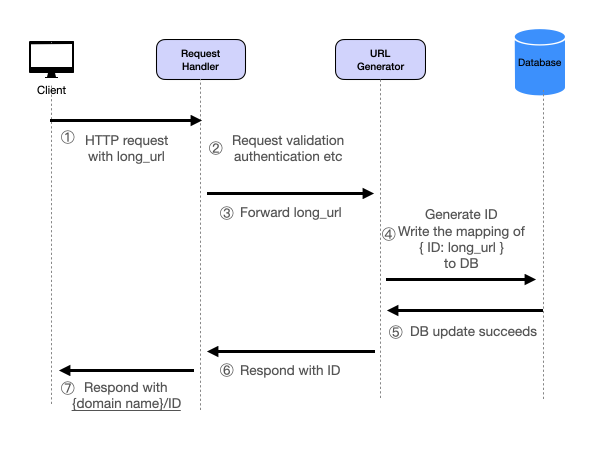 Request
Handler
URL
Generator
Database
Client
① HTTP request
with long_url
② Request validation
authentication etc
③ Forward long_url
Generate ID
④ Write the mapping of
{ ID: long_url }
to DB
⑤ DB update succeeds
⑥ Respond with ID
⑦ Respond with
{domain name}/ID